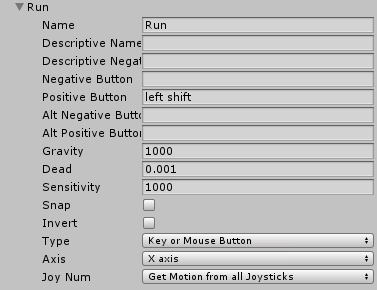 Run
Name Run
Descriptive Name
Descriptive Negat
Negative Button
Positive Button left shift
Alt Negative Butto
Alt Positive Button
Gravity 1000
Dead 0.001
Sensitivity 1000
Snap
Invert
Type Key or Mouse Button
Axis X axis
Joy Num Get Motion from all Joysticks